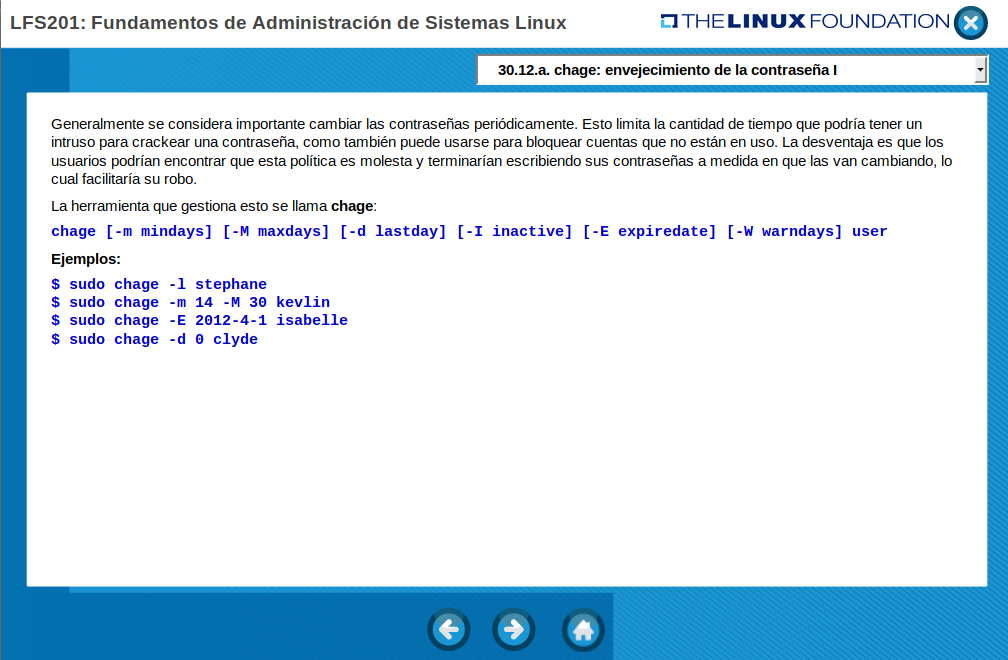 LFS201: Fundamentos de Administración de Sistemas Linux
THE LINUX FOUNDATION
30.12.a. chage: envejecimiento de la contraseña I
Generalmente se considera importante cambiar las contraseñas periódicamente. Esto limita la cantidad de tiempo que podría tener un
intruso para crackear una contraseña, como también puede usarse para bloquear cuentas que no están en uso. La desventaja es que los
usuarios podrían encontrar que esta política es molesta y terminarían escribiendo sus contraseñas a medida en que las van cambiando, lo
cual facilitaría su robo.
La herramienta que gestiona esto se llama chage:
chage [-m mindays] [-M maxdays] [-d lastday] [-I inactive] [-E expiredate] [-W warndays] user
Ejemplos:
$ sudo chage -l stephane
$ sudo chage -m 14 -M 30 kevlin
$ sudo chage -E 2012-4-1 isabelle
$ sudo chage -d 0 clyde